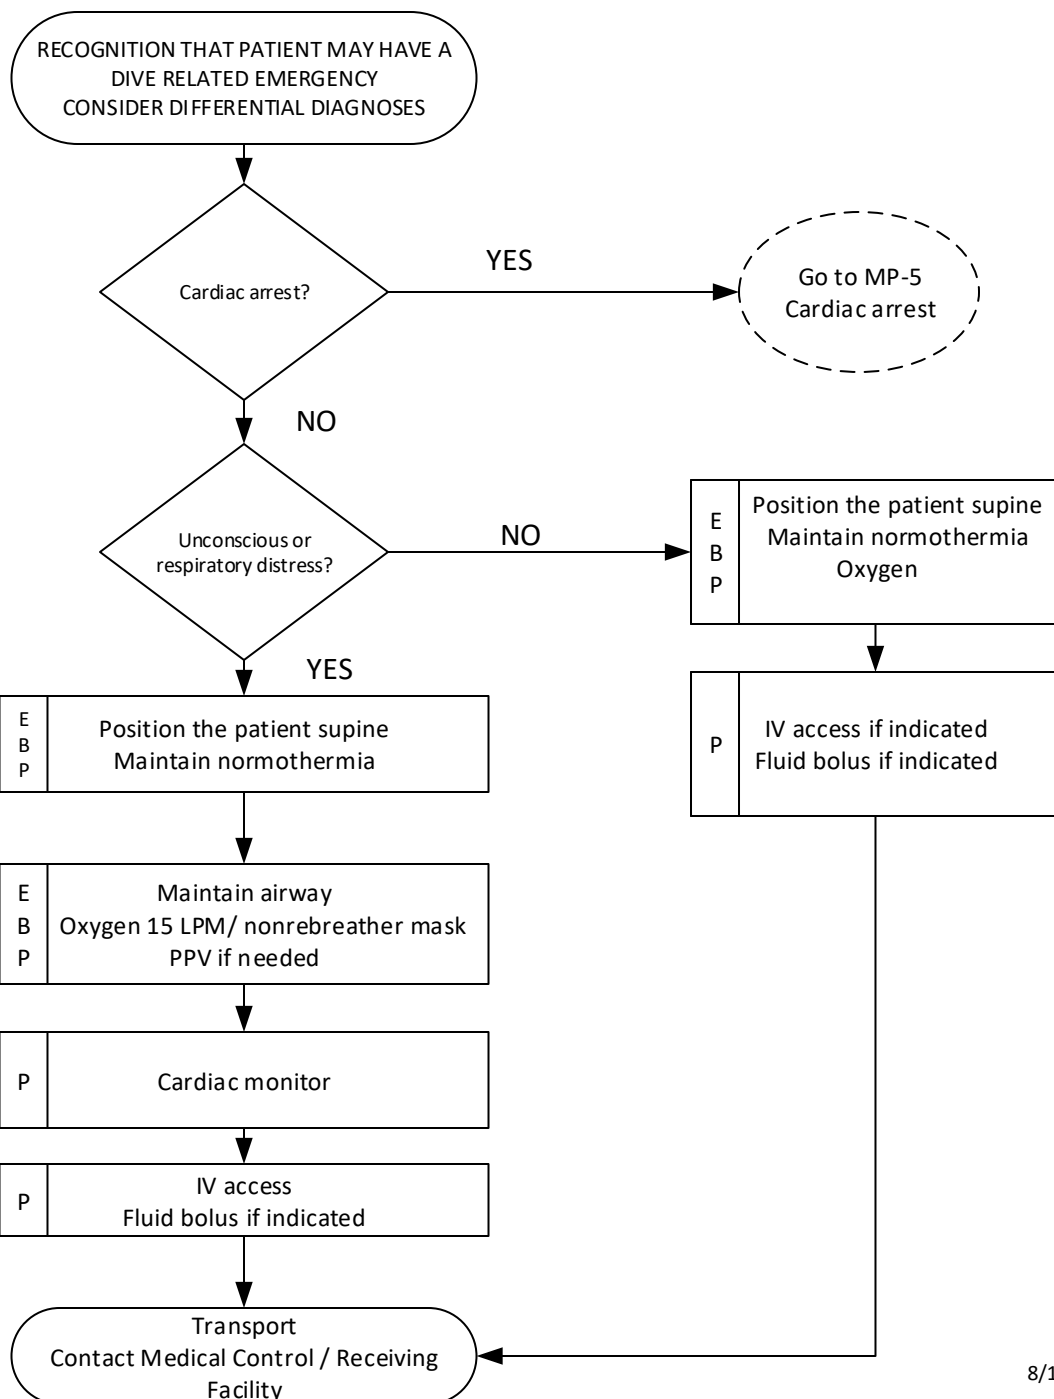 RECOGNITION THAT PATIENT MAY HAVE A
DIVE RELATED EMERGENCY
CONSIDER DIFFERENTIAL DIAGNOSES
Cardiac arrest?
YES
Go to MP-5
Cardiac arrest
NO
Unconscious or
respiratory distress?
NO
E
B
P
Position the patient supine
Maintain normothermia
Oxygen
YES
E
B
P
Position the patient supine
Maintain normothermia
P
IV access if indicated
Fluid bolus if indicated
E
B
P
Maintain airway
Oxygen 15 LPM/ nonrebreather mask
PPV if needed
P
Cardiac monitor
P
IV access
Fluid bolus if indicated
Transport
Contact Medical Control / Receiving
Facility
8/1